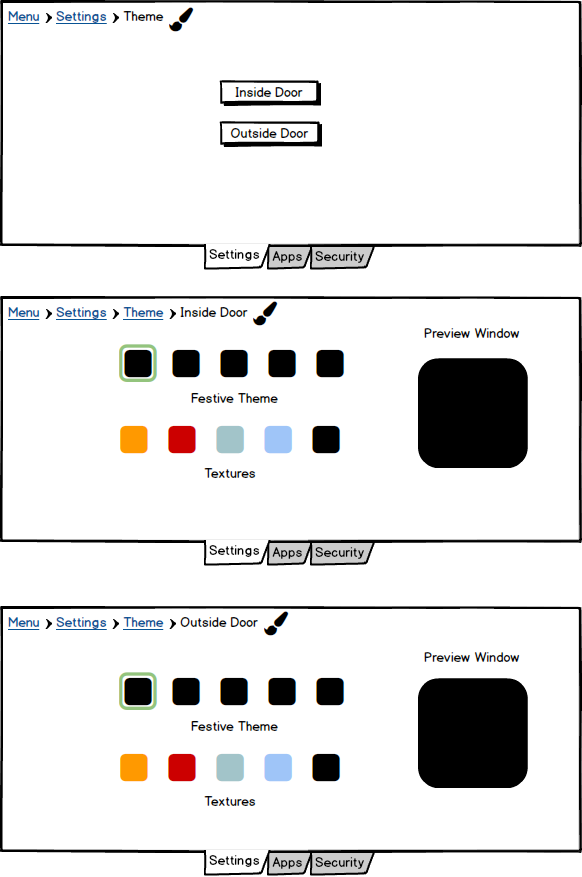 Menu > Settings > Theme
Inside Door
Outside Door
Settings Apps Security
Menu > Settings > Theme > Inside Door
Preview Window
Festive Theme
Textures
Settings Apps Security
Menu > Settings > Theme > Outside Door
Preview Window
Festive Theme
Textures
Settings Apps Security